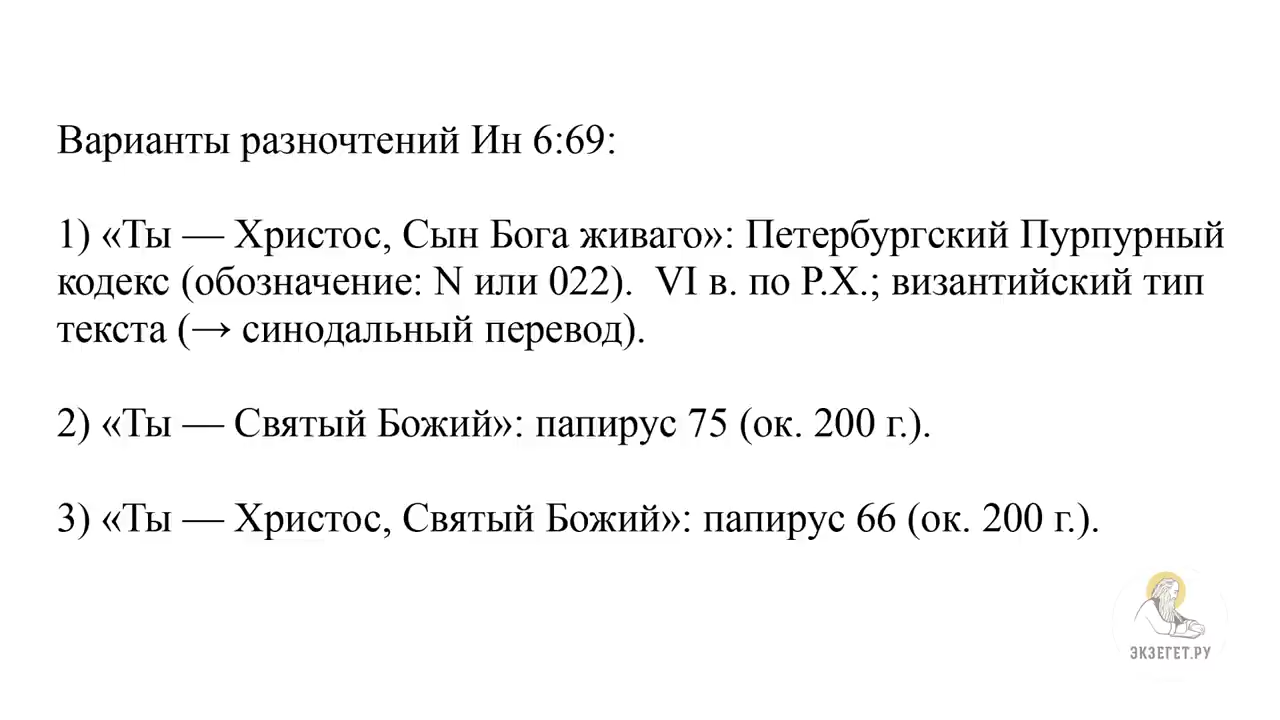 Варианты разночтений Ин 6:69:
1) «Ты — Христос, Сын Бога живаго»: Петербургский Пурпурный
кодекс (обозначение: N или 022).  VI в. по Р.Х.; византийский тип
текста (→ синодальный перевод).
2) «Ты — Святый Божий»: папирус 75 (ок. 200 г.).
3) «Ты — Христос, Святый Божий»: папирус 66 (ок. 200 г.).
ЭКЗЕГЕТ.РУ